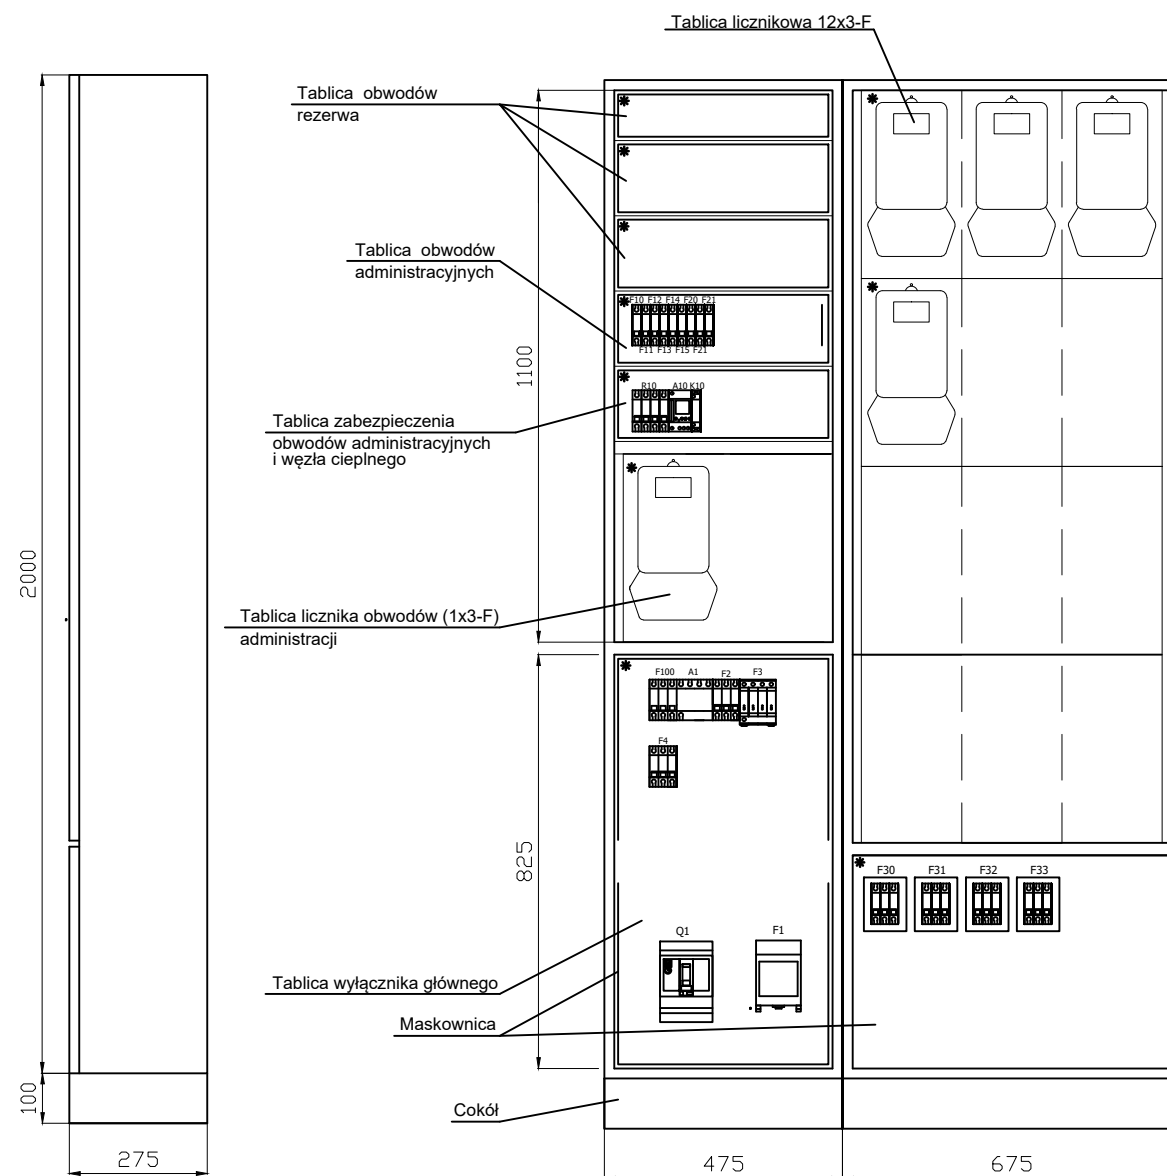 Tablica licznikowa 12x3-F
Tablica obwodów
rezerwa
Tablica obwodów
administracyjnych
F10 F12 F14 F20 F21
F11 F13 F15 F21
1100
R10 A10 K10
Tablica zabezpieczenia
obwodów administracyjnych
i węzła cieplnego
2000
Tablica licznika obwodów (1x3-F)
administracji
F100 A1 F2 F3
F4
825
F30 F31 F32 F33
Q1 F1
Tablica wyłącznika głównego
Maskownica
100
Cokół
275
475
675